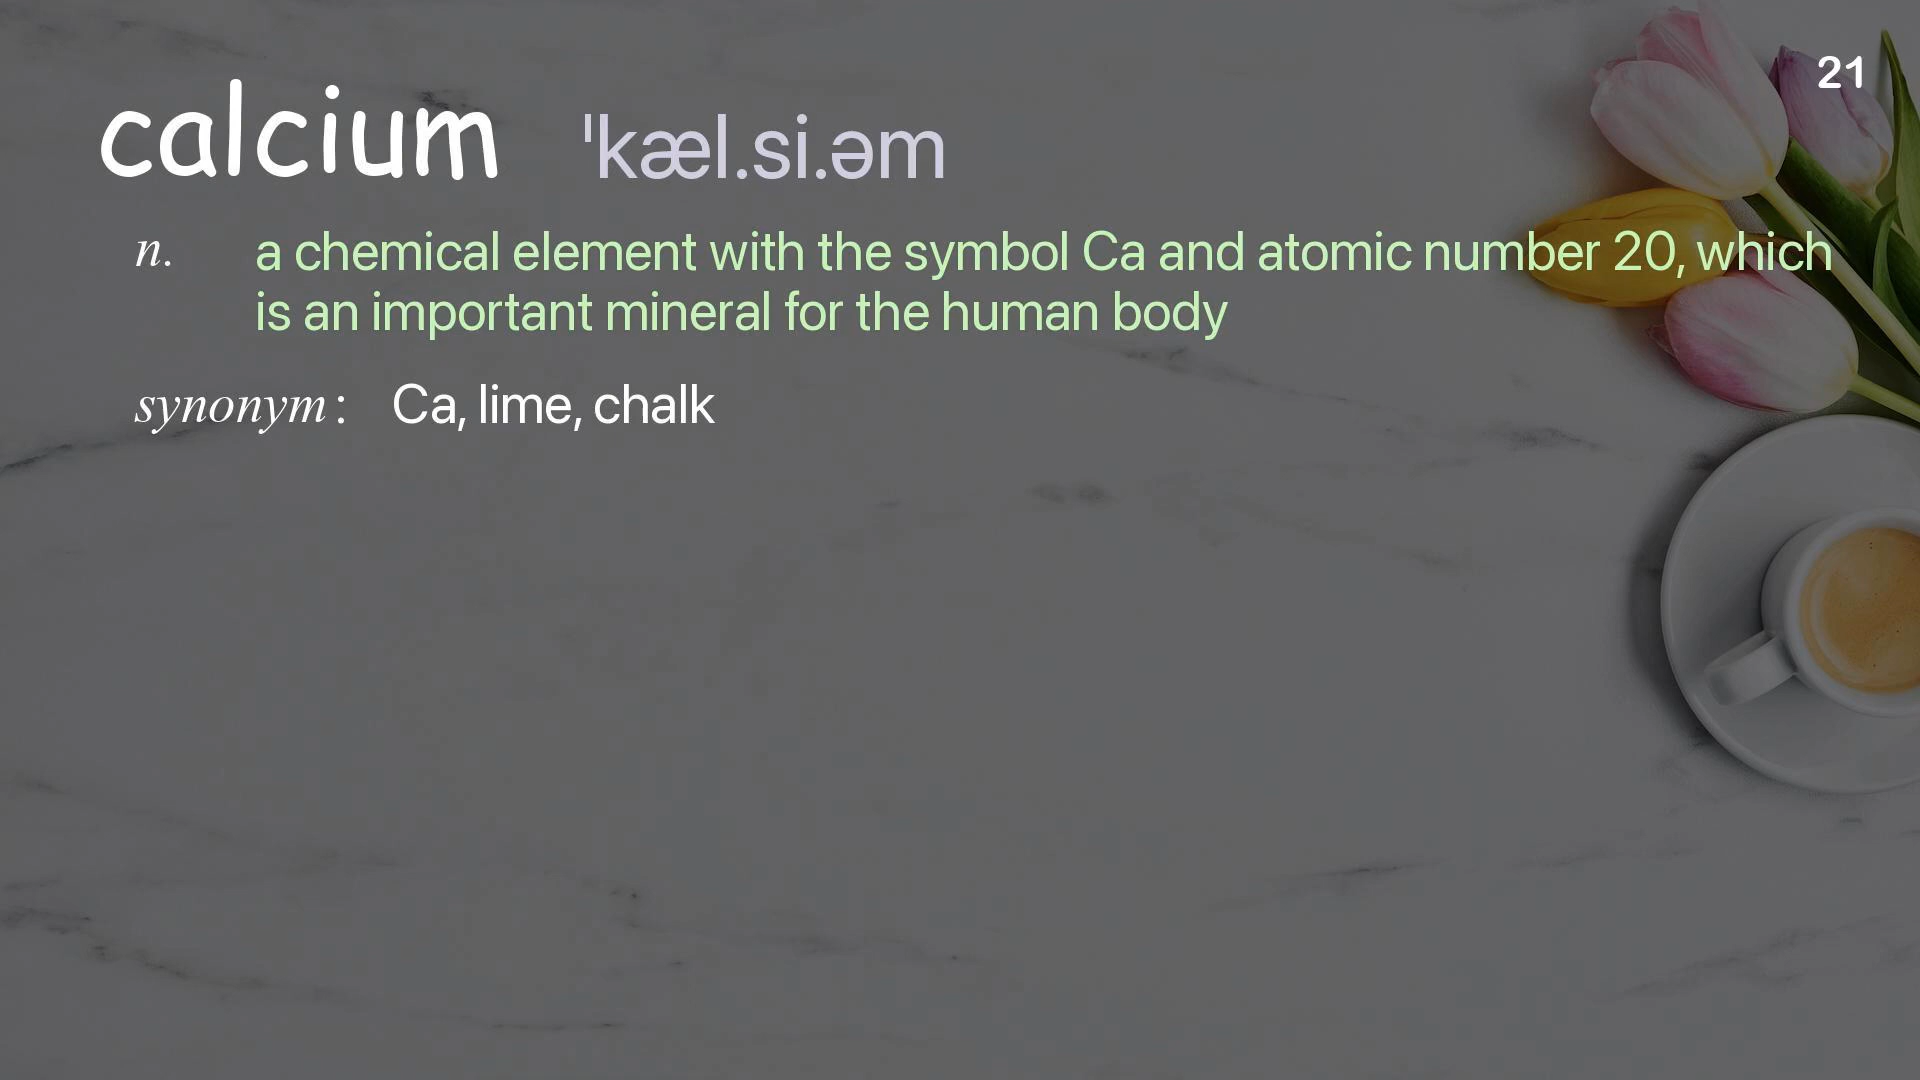 21
calcium ˈkæl.si.əm
n. a chemical element with the symbol Ca and atomic number 20, which
is an important mineral for the human body
synonym: Ca, lime, chalk